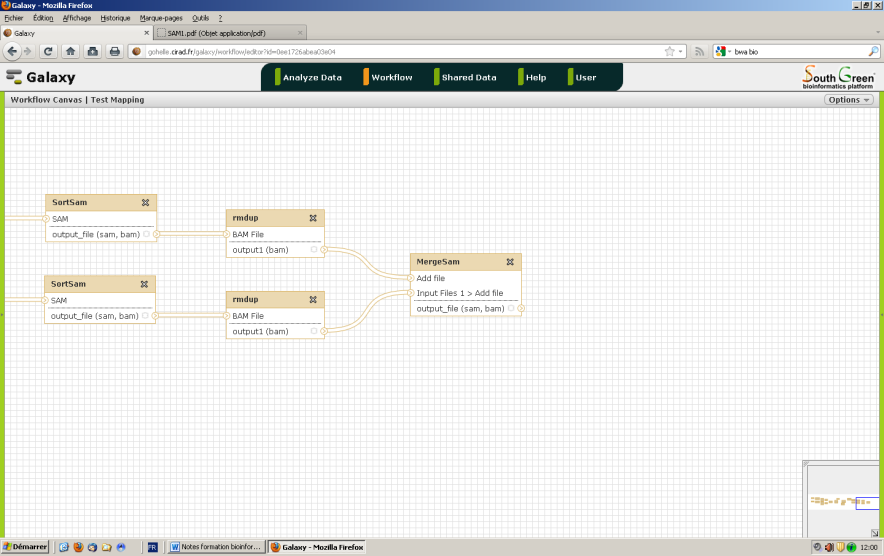 Galaxy - Mozilla Firefox
Fichier Édition Affichage Historique Marque-pages Outils ?
Galaxy
SAM1.pdf (Objet application/pdf)
gohelle.cirad.fr/galaxy/workflow/editor?id=0ee1726abea03e04
bwa bio
Galaxy
Analyze Data
Workflow
Shared Data
Help
User
South Green
bioinformatics platform
Workflow Canvas | Test Mapping
Options
SortSam
SAM
output_file (sam, bam)
rmdup
BAM File
output1 (bam)
MergeSam
Add file
Input Files 1 > Add file
output_file (sam, bam)
SortSam
SAM
output_file (sam, bam)
rmdup
BAM File
output1 (bam)
Démarrer
FR
Notes formation bioinfor...
Galaxy - Mozilla Firefox
12:00